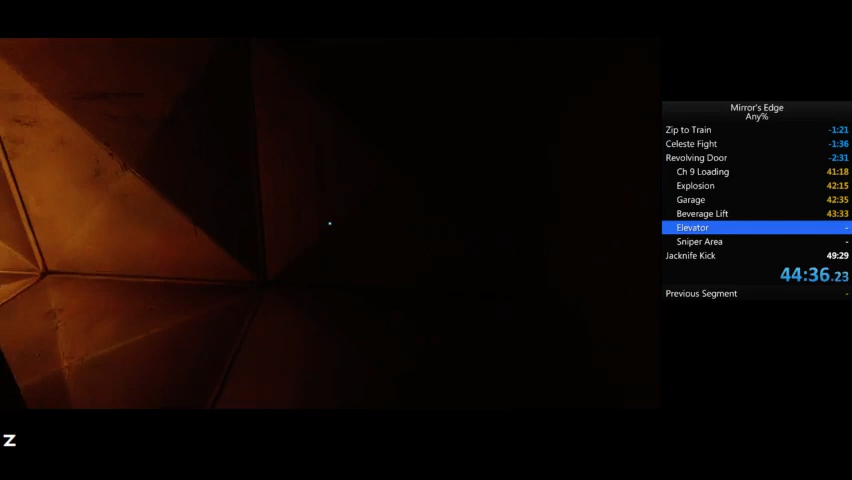 Mirror's Edge
Any%
Zip to Train -1:21
Celeste Fight -1:36
Revolving Door -2:31
Ch 9 Loading 41:18
Explosion 42:15
Garage 42:35
Beverage Lift 43:33
Elevator -
Sniper Area -
Jacknife Kick 49:29
44:36.23
Previous Segment -
z